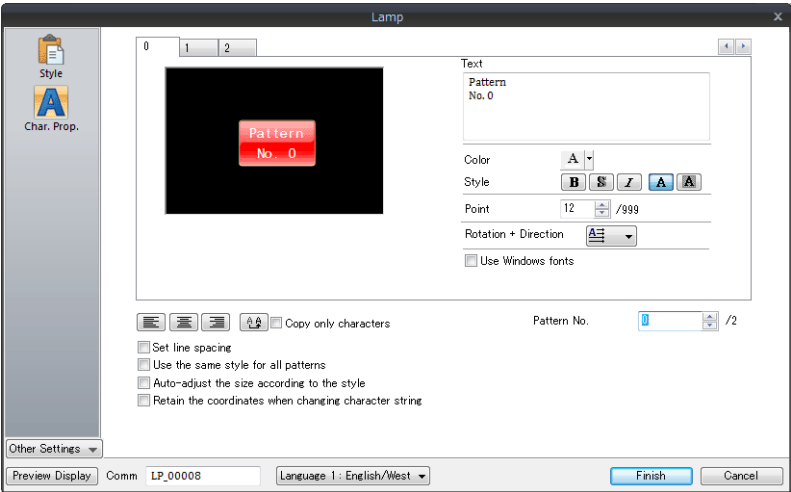 Lamp
x
Style
Char. Prop.
0
1
2
Pattern
No. 0
Text
Pattern
No. 0
Color
A
Style
B
S
I
A
A
Point
12
/999
Rotation + Direction
A
Use Windows fonts
Copy only characters
Pattern No.
0
/2
Set line spacing
Use the same style for all patterns
Auto-adjust the size according to the style
Retain the coordinates when changing character string
Other Settings
Preview Display
Comm
LP_00008
Language 1 : English/West
Finish
Cancel